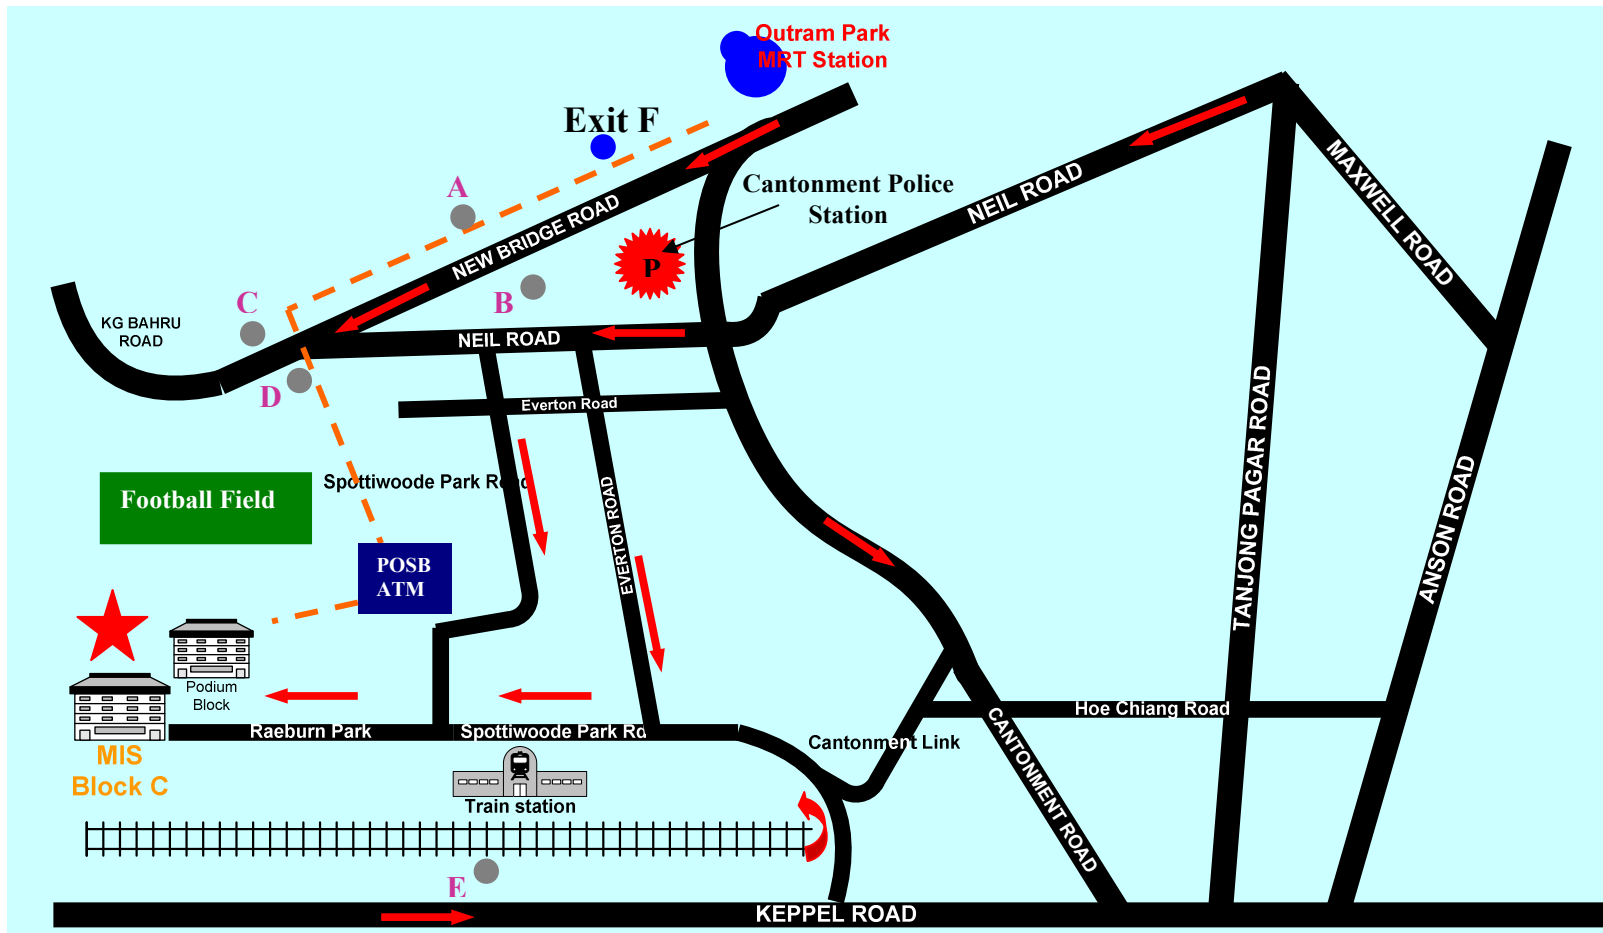 Outram Park
MRT Station
Exit F
A
Cantonment Police
Station
NEW BRIDGE ROAD
P
B
C
KG BAHRU
ROAD
D
NEIL ROAD
NEIL ROAD
MAXWELL ROAD
Everton Road
Spottiwoode Park Road
Football Field
EVERTON ROAD
TANJONG PAGAR ROAD
ANSON ROAD
POSB
ATM
Podium
Block
Raeburn Park
Spottiwoode Park Rd
Cantonment Link
Hoe Chiang Road
CANTONMENT ROAD
MIS
Block C
Train station
E
KEPPEL ROAD